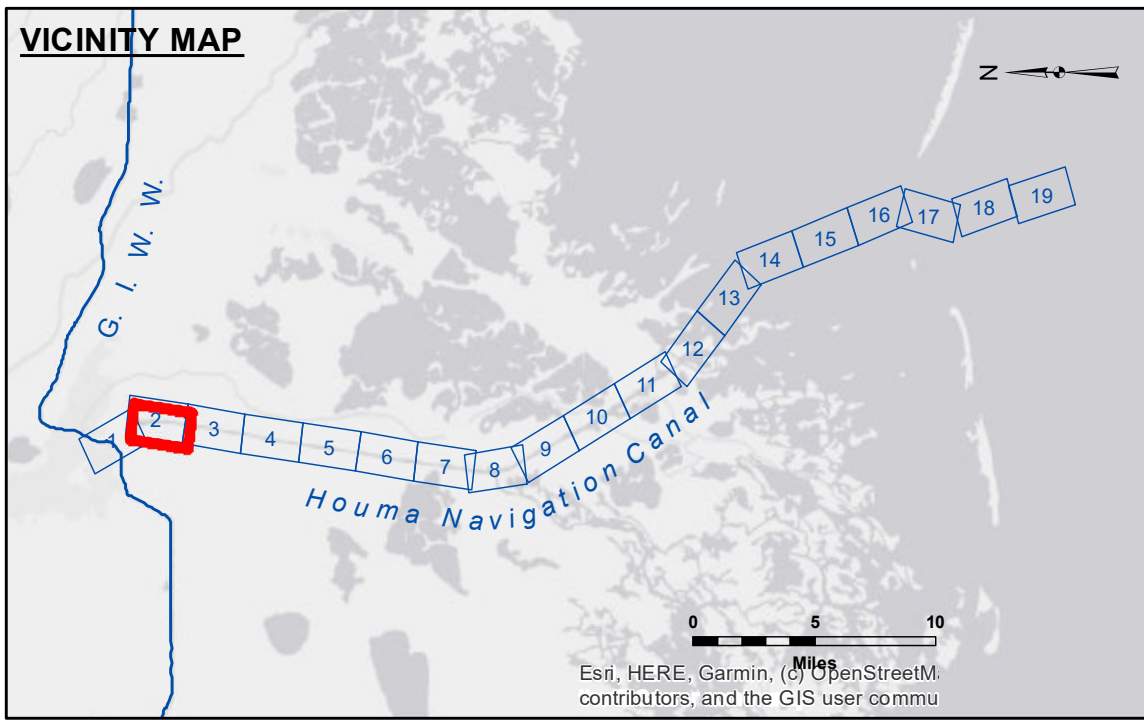 VICINITY MAP
N
G. I. W. W.
1
2
3
4
5
6
7
8
9
10
11
12
13
14
15
16
17
18
19
Houma Navigation Canal
0 5 10
Miles
Esri, HERE, Garmin, (c) OpenStreetM
contributors, and the GIS user commu